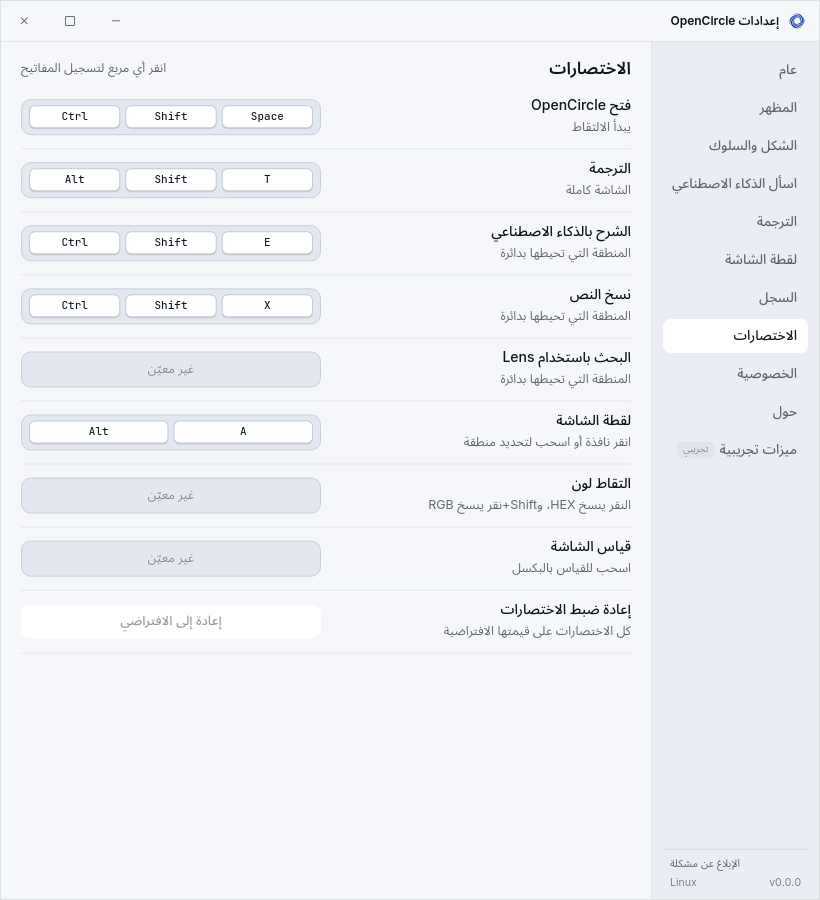 إعدادات OpenCircle
عام
المظهر
الشكل والسلوك
اسأل الذكاء الاصطناعي
الترجمة
لقطة الشاشة
السجل
الاختصارات
الخصوصية
حول
ميزات تجريبية تجريبي
الإبلاغ عن مشكلة
v0.0.0 Linux
الاختصارات
انقر أي مربع لتسجيل المفاتيح
فتح OpenCircle
يبدأ الالتقاط
Ctrl Shift Space
الترجمة
الشاشة كاملة
Alt Shift T
الشرح بالذكاء الاصطناعي
المنطقة التي تحيطها بدائرة
Ctrl Shift E
نسخ النص
المنطقة التي تحيطها بدائرة
Ctrl Shift X
البحث باستخدام Lens
المنطقة التي تحيطها بدائرة
غير معيّن
لقطة الشاشة
انقر نافذة أو اسحب لتحديد منطقة
Alt A
التقاط لون
النقر ينسخ HEX، وShift+نقر ينسخ RGB
غير معيّن
قياس الشاشة
اسحب للقياس بالبكسل
غير معيّن
إعادة ضبط الاختصارات
كل الاختصارات على قيمتها الافتراضية
إعادة إلى الافتراضي